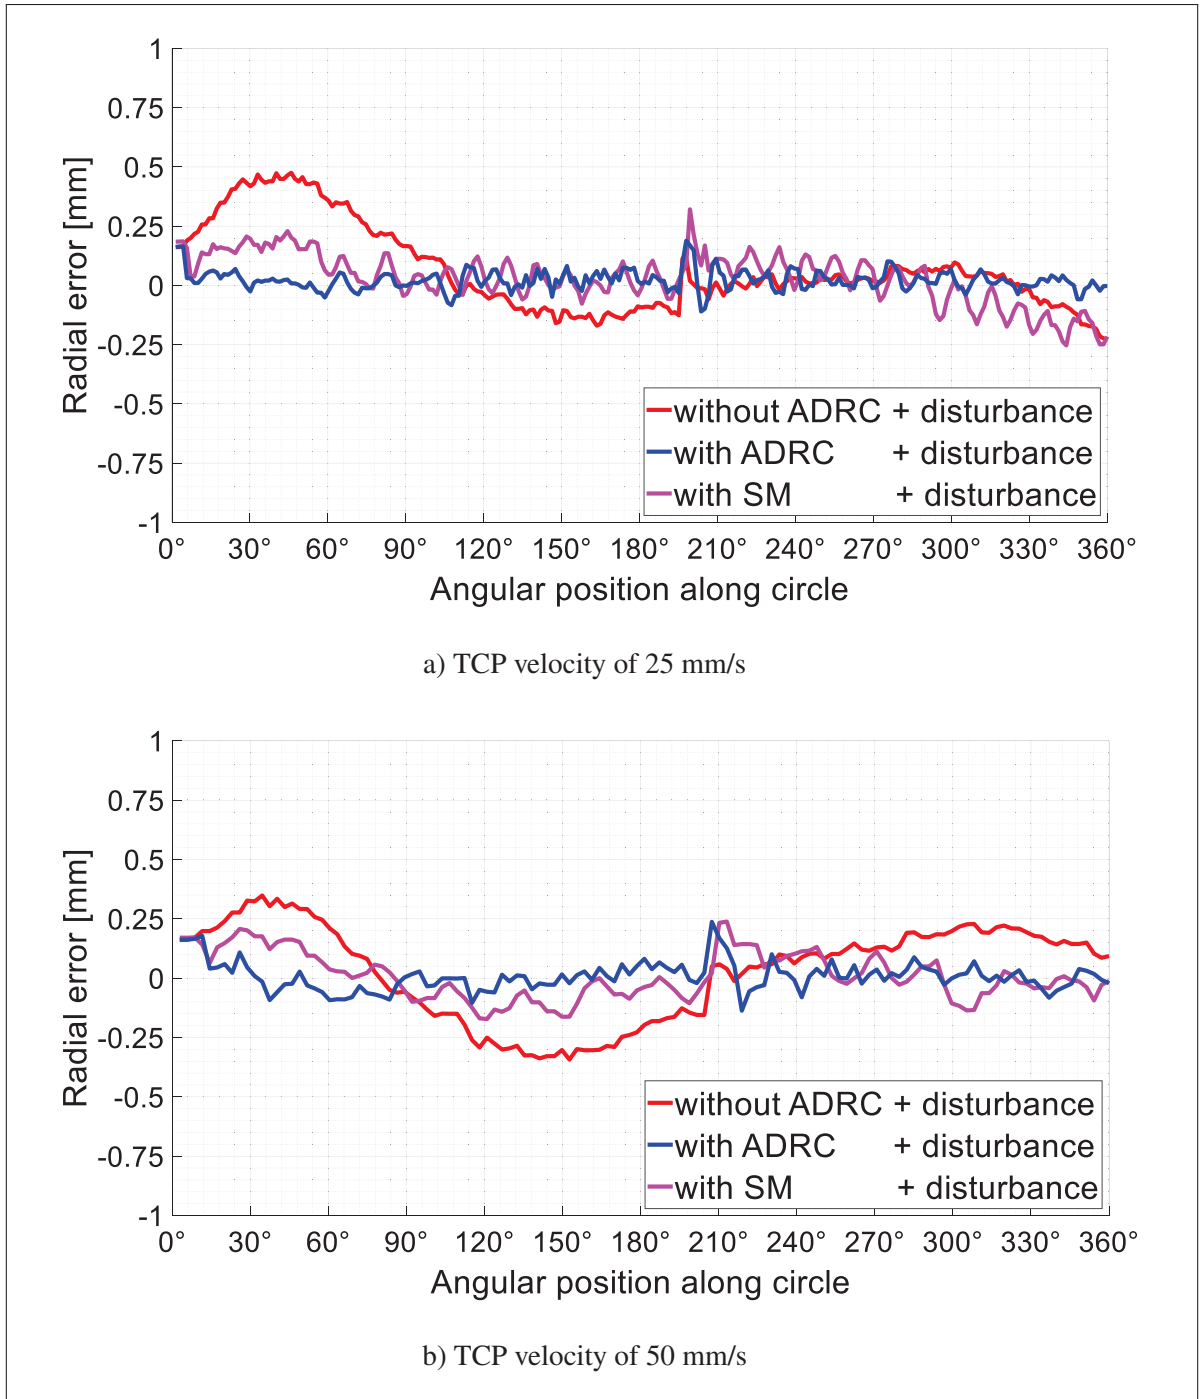 1
0.75
0.5
0.25
0
-0.25
-0.5
-0.75
-1
Radial error [mm]
without ADRC + disturbance
with ADRC + disturbance
with SM + disturbance
0° 30° 60° 90° 120° 150° 180° 210° 240° 270° 300° 330° 360°
Angular position along circle
a) TCP velocity of 25 mm/s
1
0.75
0.5
0.25
0
-0.25
-0.5
-0.75
-1
Radial error [mm]
without ADRC + disturbance
with ADRC + disturbance
with SM + disturbance
0° 30° 60° 90° 120° 150° 180° 210° 240° 270° 300° 330° 360°
Angular position along circle
b) TCP velocity of 50 mm/s